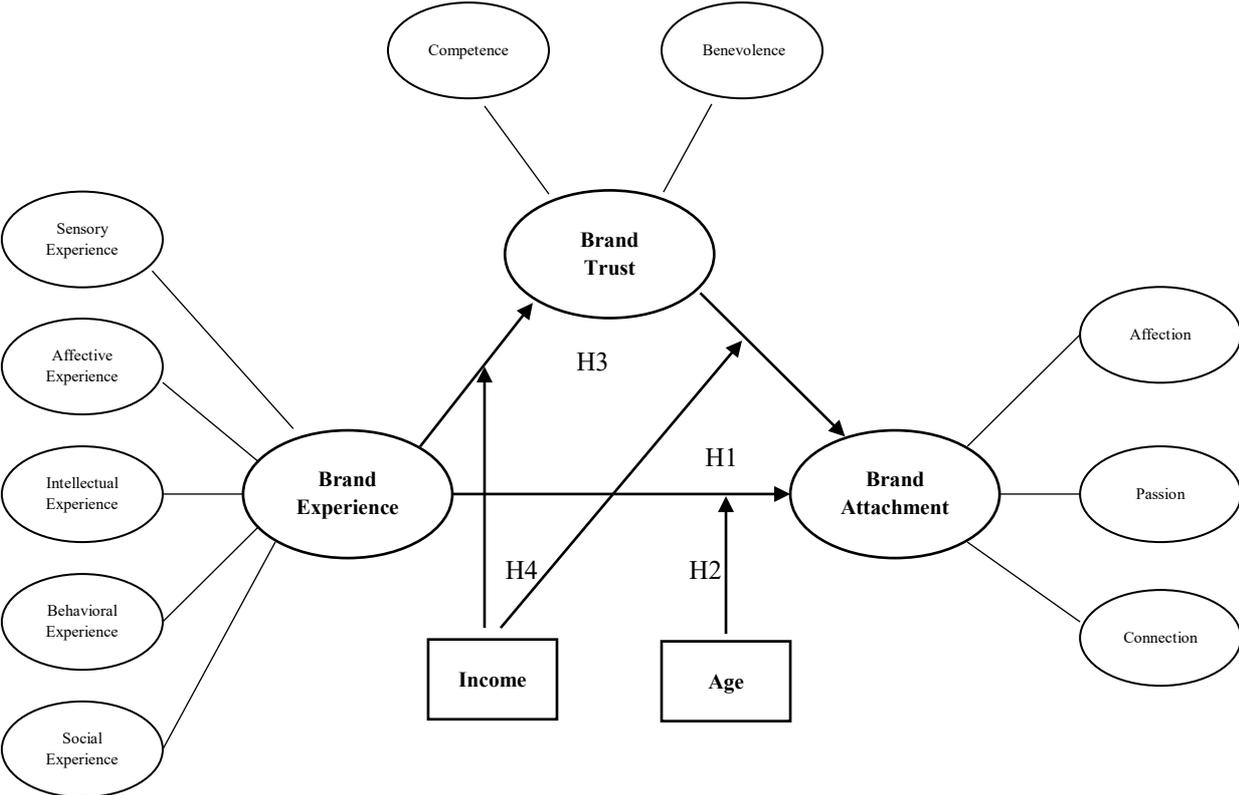 Competence
Benevolence
Brand
Trust
Sensory
Experience
Affective
Experience
Intellectual
Experience
Behavioral
Experience
Social
Experience
Brand
Experience
H3
H1
H4
H2
Brand
Attachment
Affection
Passion
Connection
Income
Age